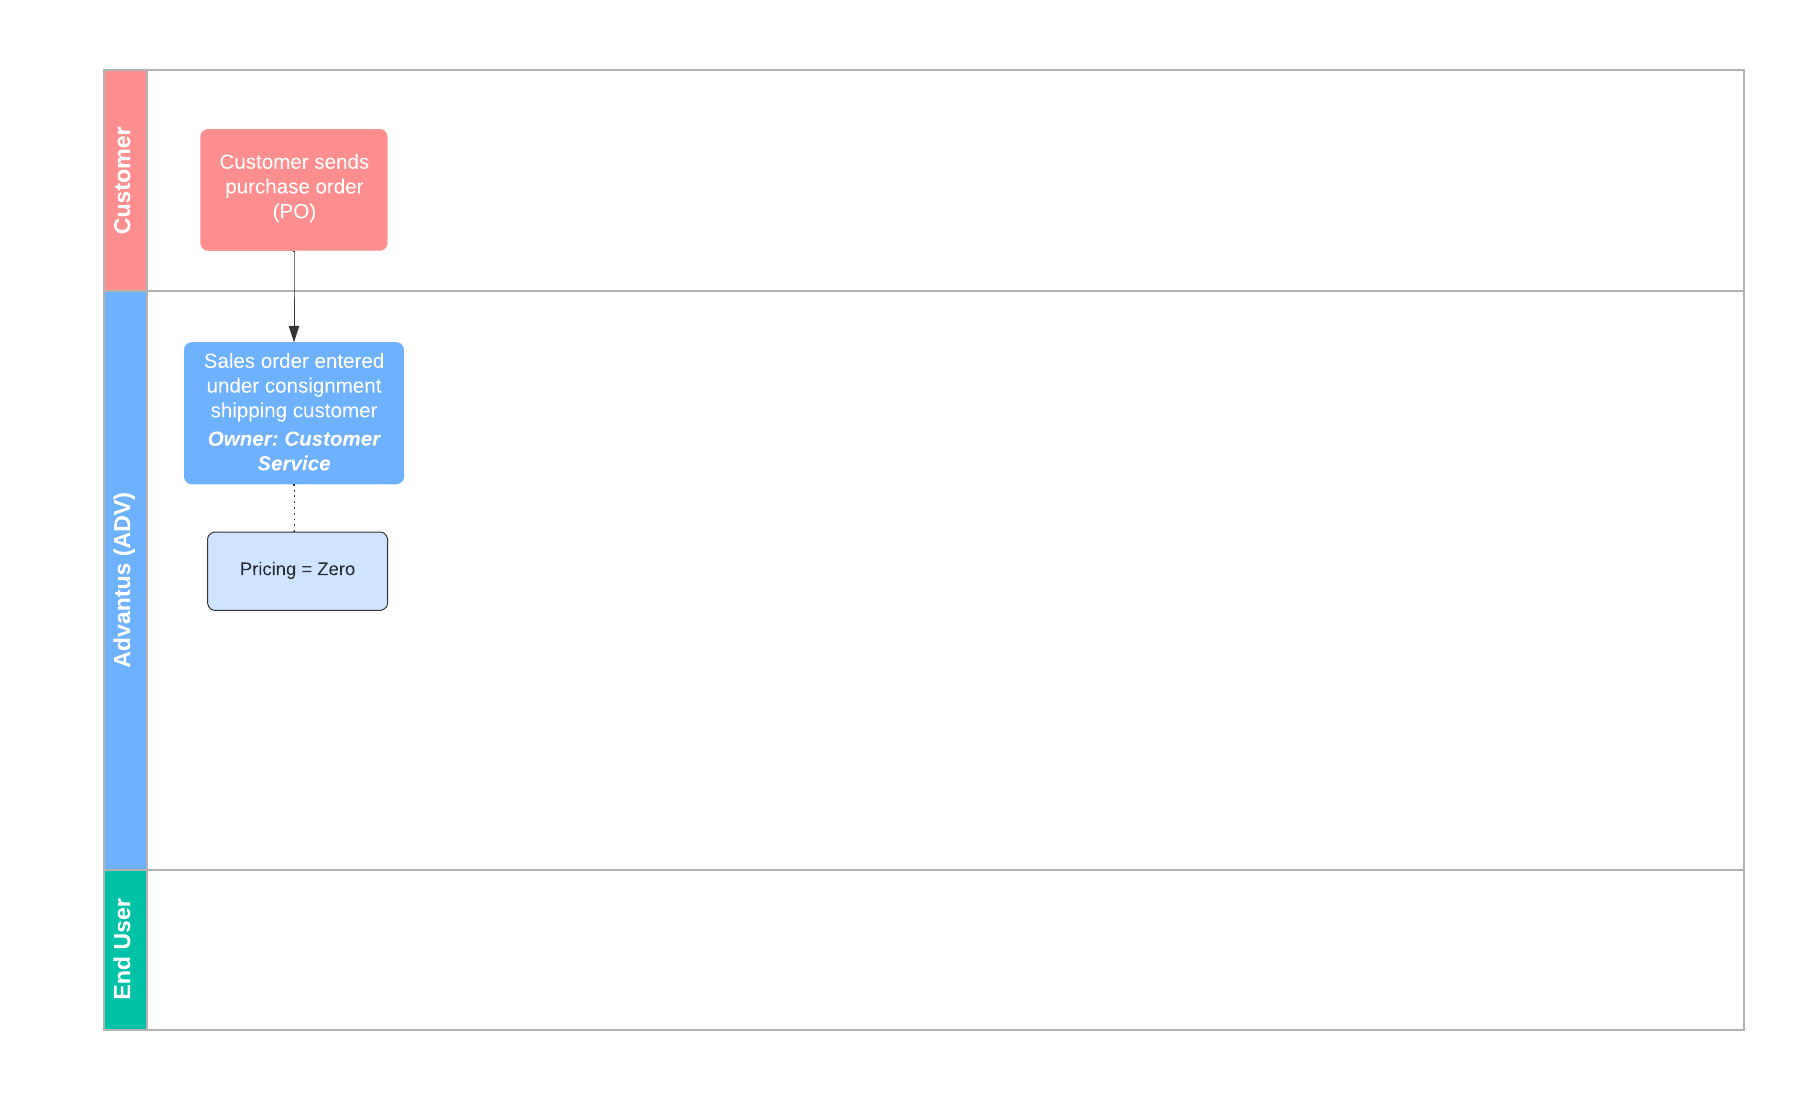 Customer
Customer sends
purchase order
(PO)
Advantus (ADV)
Sales order entered
under consignment
shipping customer
Owner: Customer
Service
Pricing = Zero
End User